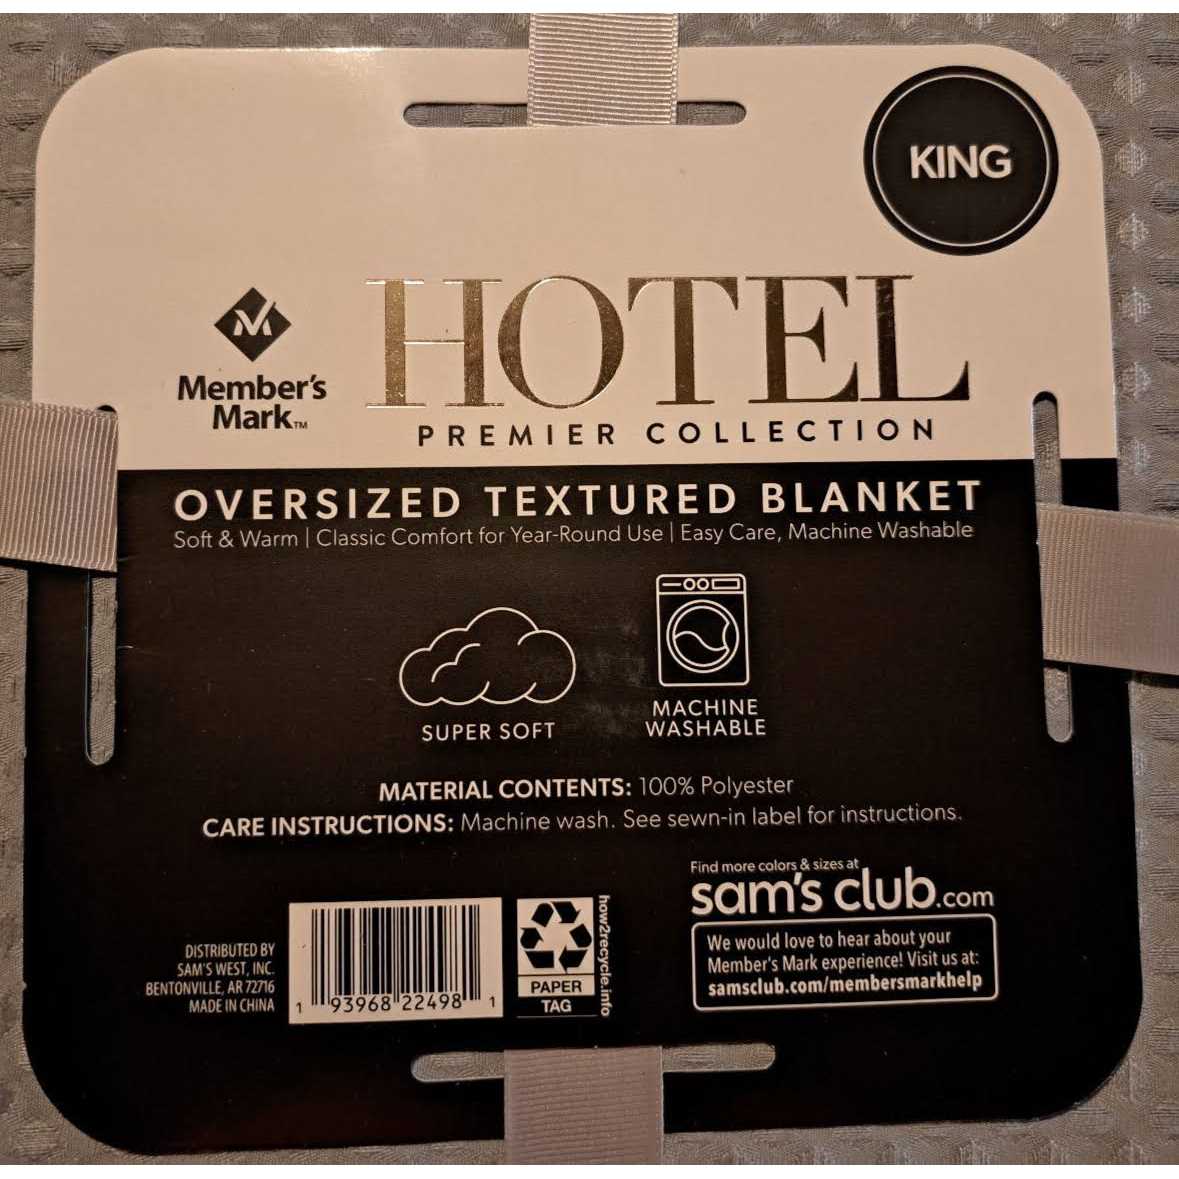 KING
Member's
Mark™
HOTEL
PREMIER COLLECTION
OVERSIZED TEXTURED BLANKET
Soft & Warm | Classic Comfort for Year-Round Use | Easy Care, Machine Washable
SUPER SOFT
MACHINE
WASHABLE
MATERIAL CONTENTS: 100% Polyester
CARE INSTRUCTIONS: Machine wash. See sewn-in label for instructions.
DISTRIBUTED BY
SAM'S WEST, INC.
BENTONVILLE, AR 72716
MADE IN CHINA
1 93968 22498 1
PAPER
TAG
how2recycle.info
Find more colors & sizes at
sam's club.com
We would love to hear about your
Member's Mark experience! Visit us at:
samsclub.com/membersmarkhelp